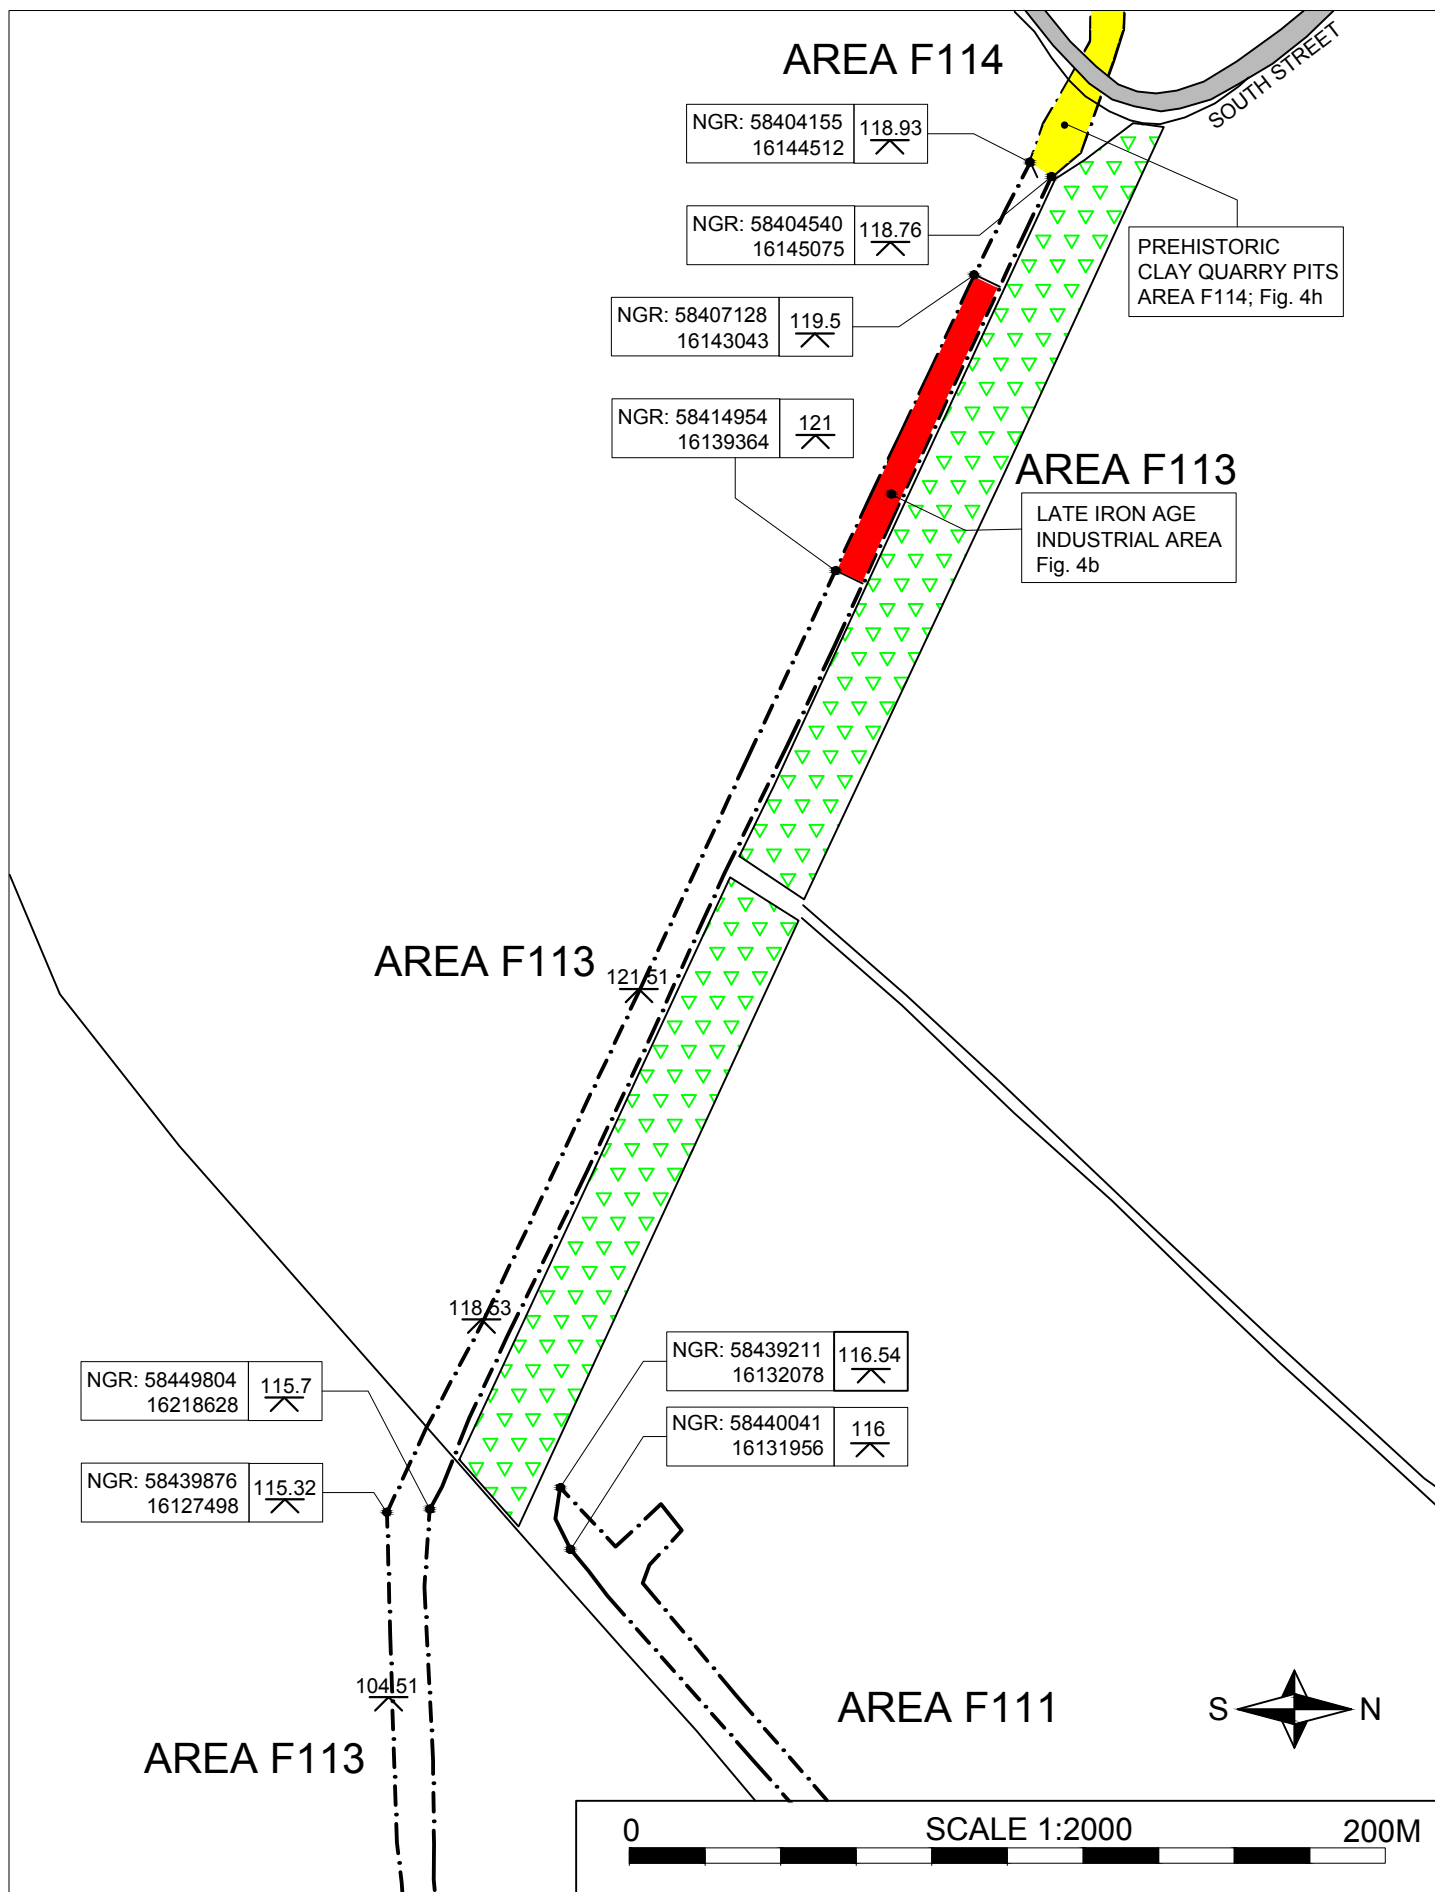 AREA F114
SOUTH STREET
NGR: 58404155 118.93
16144512
NGR: 58404540 118.76
16145075
PREHISTORIC
CLAY QUARRY PITS
AREA F114; Fig. 4h
NGR: 58407128 119.5
16143043
NGR: 58414954 121
16139364
AREA F113
LATE IRON AGE
INDUSTRIAL AREA
Fig. 4b
AREA F113
121.51
118.53
NGR: 58439211 116.54
16132078
NGR: 58449804 115.7
16218628
NGR: 58440041 116
16131956
NGR: 58439876 115.32
16127498
104.51
AREA F111
S N
AREA F113
0 SCALE 1:2000 200M